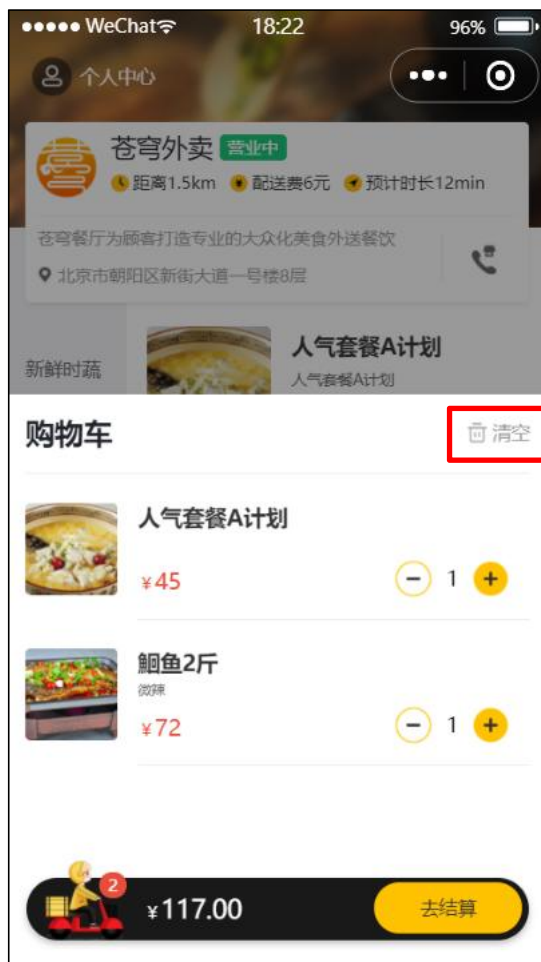 WeChat 18:22 96%
个人中心
苍穹外卖 营业中
距离1.5km 配送费6元 预计时长12min
苍穹餐厅为顾客打造专业的大众化美食外送餐饮
北京市朝阳区新街大道一号楼8层
新鲜时蔬
人气套餐A计划
人气套餐A计划
购物车 清空
人气套餐A计划
¥45 1
鮰鱼2斤
微辣
¥72 1
2
¥117.00 去结算